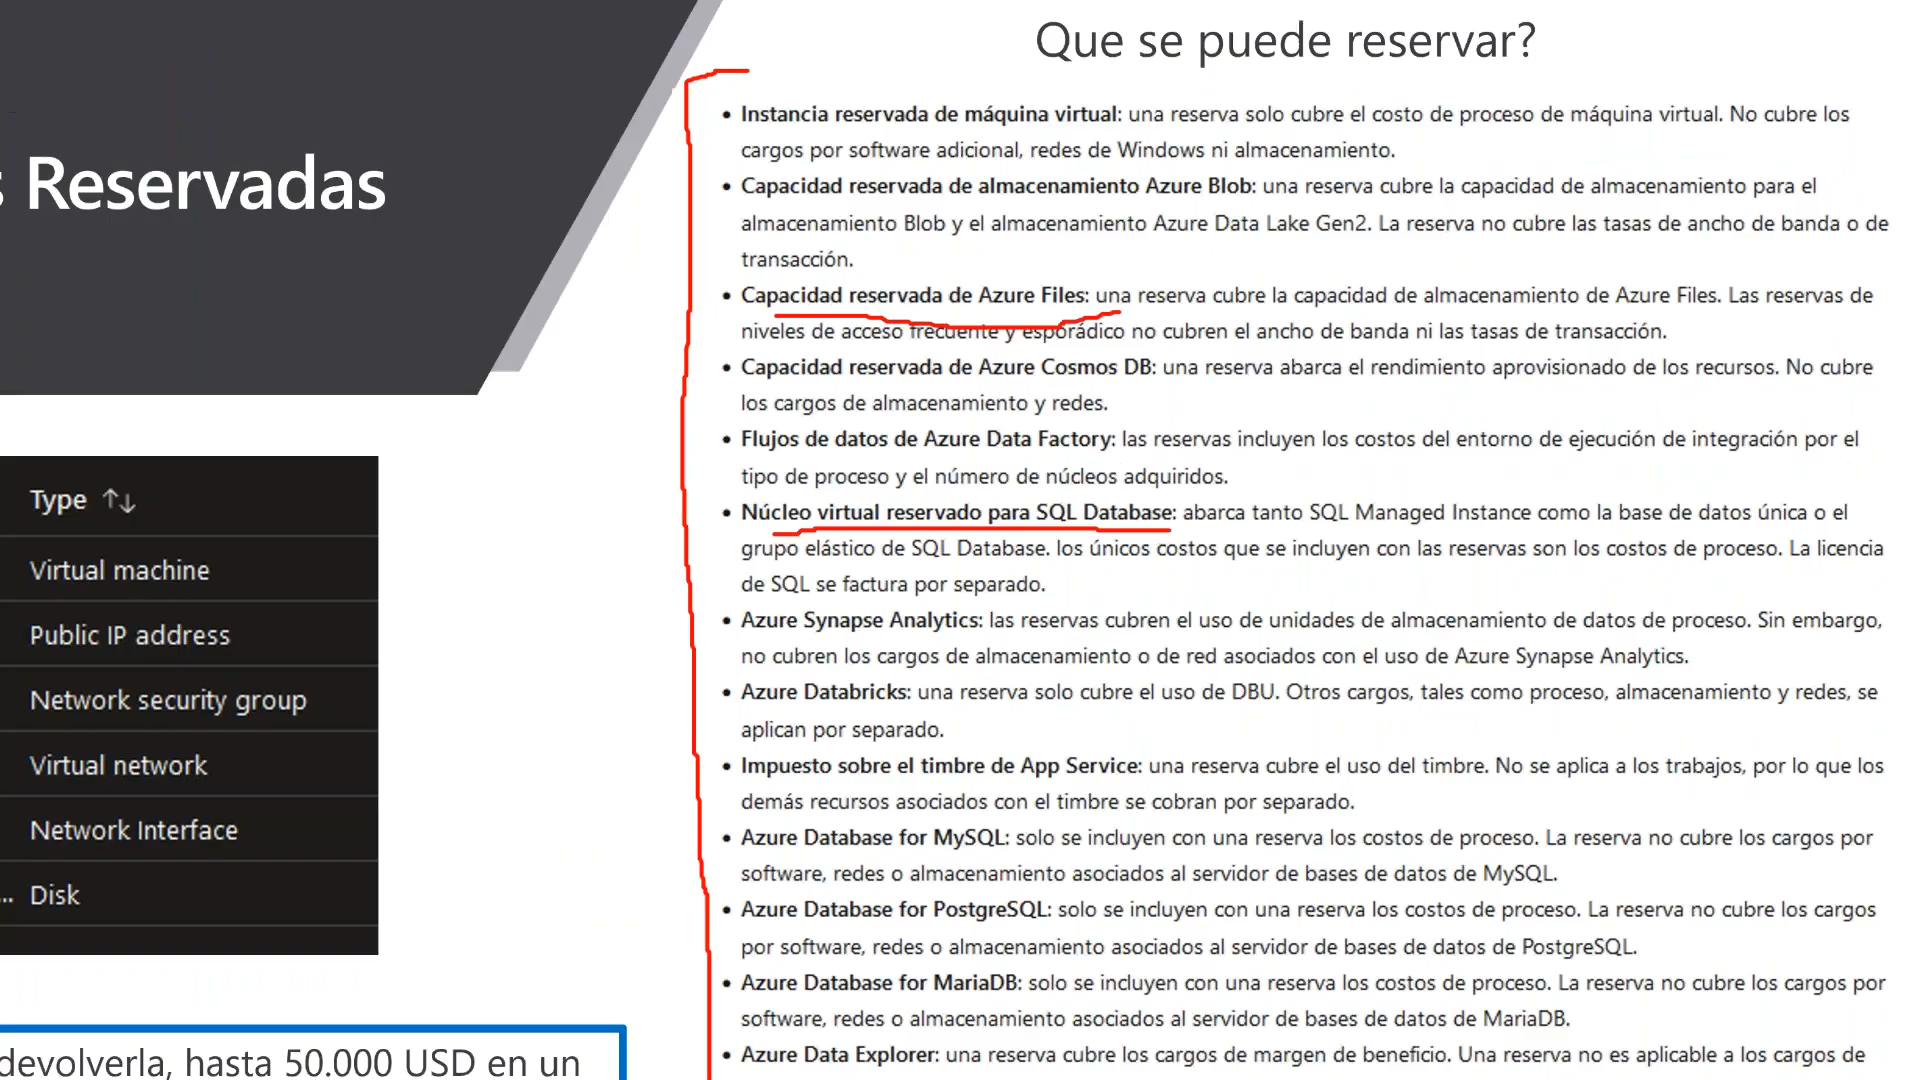 s Reservadas
Type ↑↓
Virtual machine
Public IP address
Network security group
Virtual network
Network Interface
... Disk
devolverla, hasta 50.000 USD en un
Que se puede reservar?
• Instancia reservada de máquina virtual: una reserva solo cubre el costo de proceso de máquina virtual. No cubre los
cargos por software adicional, redes de Windows ni almacenamiento.
• Capacidad reservada de almacenamiento Azure Blob: una reserva cubre la capacidad de almacenamiento para el
almacenamiento Blob y el almacenamiento Azure Data Lake Gen2. La reserva no cubre las tasas de ancho de banda o de
transacción.
• Capacidad reservada de Azure Files: una reserva cubre la capacidad de almacenamiento de Azure Files. Las reservas de
niveles de acceso frecuente y esporádico no cubren el ancho de banda ni las tasas de transacción.
• Capacidad reservada de Azure Cosmos DB: una reserva abarca el rendimiento aprovisionado de los recursos. No cubre
los cargos de almacenamiento y redes.
• Flujos de datos de Azure Data Factory: las reservas incluyen los costos del entorno de ejecución de integración por el
tipo de proceso y el número de núcleos adquiridos.
• Núcleo virtual reservado para SQL Database: abarca tanto SQL Managed Instance como la base de datos única o el
grupo elástico de SQL Database. los únicos costos que se incluyen con las reservas son los costos de proceso. La licencia
de SQL se factura por separado.
• Azure Synapse Analytics: las reservas cubren el uso de unidades de almacenamiento de datos de proceso. Sin embargo,
no cubren los cargos de almacenamiento o de red asociados con el uso de Azure Synapse Analytics.
• Azure Databricks: una reserva solo cubre el uso de DBU. Otros cargos, tales como proceso, almacenamiento y redes, se
aplican por separado.
• Impuesto sobre el timbre de App Service: una reserva cubre el uso del timbre. No se aplica a los trabajos, por lo que los
demás recursos asociados con el timbre se cobran por separado.
• Azure Database for MySQL: solo se incluyen con una reserva los costos de proceso. La reserva no cubre los cargos por
software, redes o almacenamiento asociados al servidor de bases de datos de MySQL.
• Azure Database for PostgreSQL: solo se incluyen con una reserva los costos de proceso. La reserva no cubre los cargos
por software, redes o almacenamiento asociados al servidor de bases de datos de PostgreSQL.
• Azure Database for MariaDB: solo se incluyen con una reserva los costos de proceso. La reserva no cubre los cargos por
software, redes o almacenamiento asociados al servidor de bases de datos de MariaDB.
• Azure Data Explorer: una reserva cubre los cargos de margen de beneficio. Una reserva no es aplicable a los cargos de